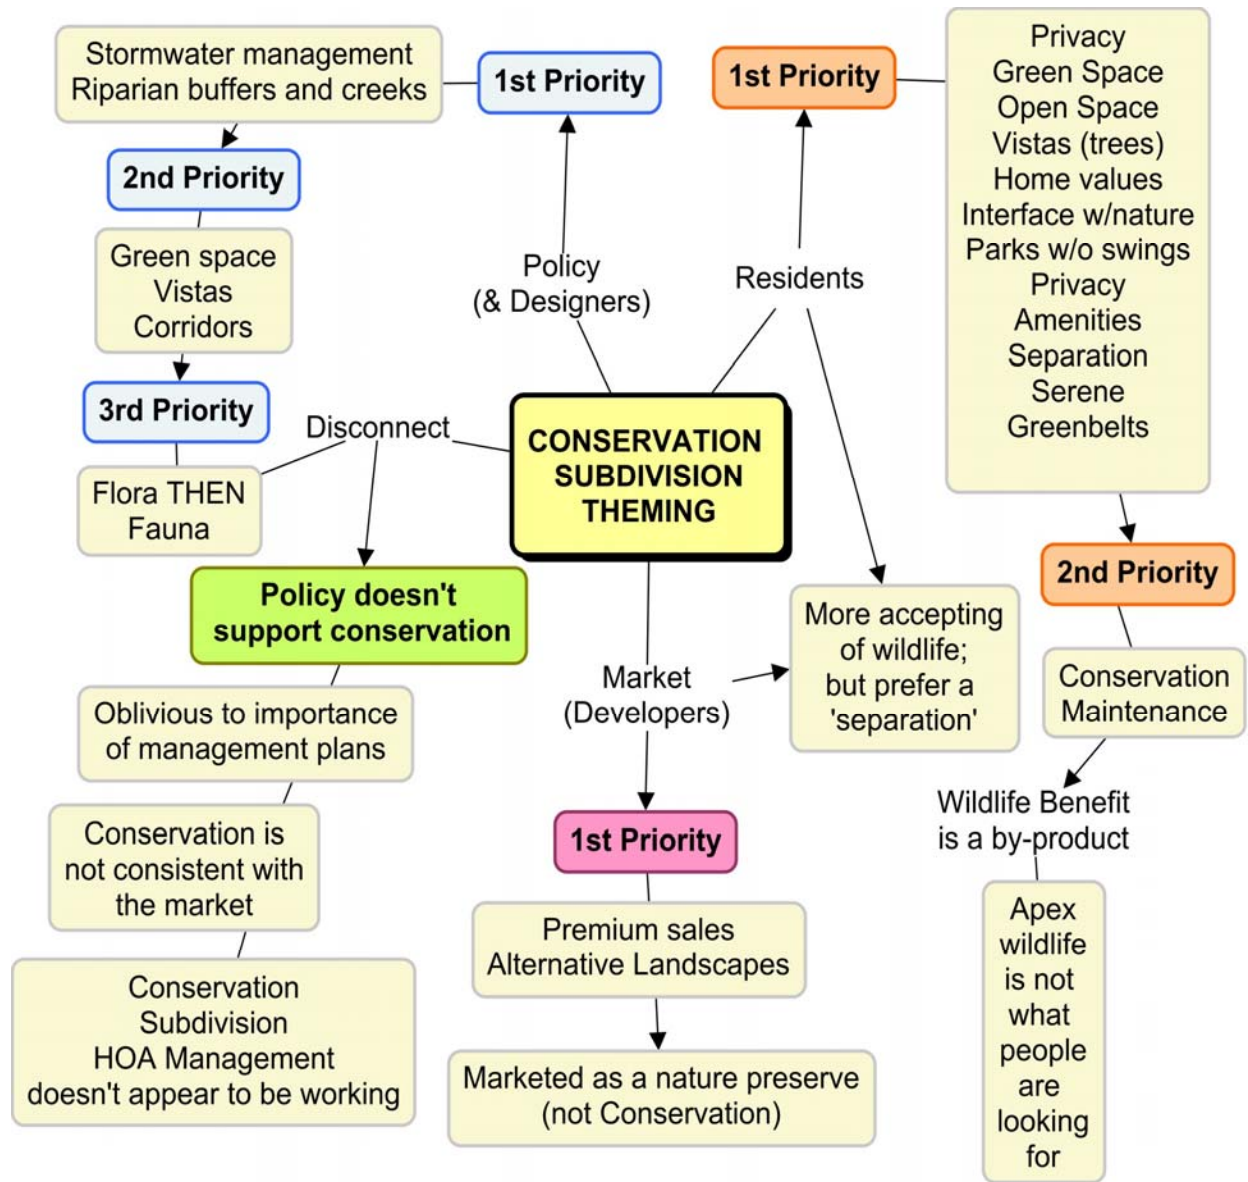 Stormwater management
Riparian buffers and creeks
1st Priority
2nd Priority
Green space
Vistas
Corridors
3rd Priority
Flora THEN
Fauna
Policy
(& Designers)
Disconnect
CONSERVATION
SUBDIVISION
THEMING
Policy doesn't
support conservation
Oblivious to importance
of management plans
Conservation is
not consistent with
the market
Conservation
Subdivision
HOA Management
doesn't appear to be working
Market
(Developers)
1st Priority
Premium sales
Alternative Landscapes
Marketed as a nature preserve
(not Conservation)
Residents
1st Priority
Privacy
Green Space
Open Space
Vistas (trees)
Home values
Interface w/nature
Parks w/o swings
Privacy
Amenities
Separation
Serene
Greenbelts
2nd Priority
Conservation
Maintenance
Wildlife Benefit
is a by-product
Apex
wildlife
is not
what
people
are
looking
for
More accepting
of wildlife;
but prefer a
'separation'